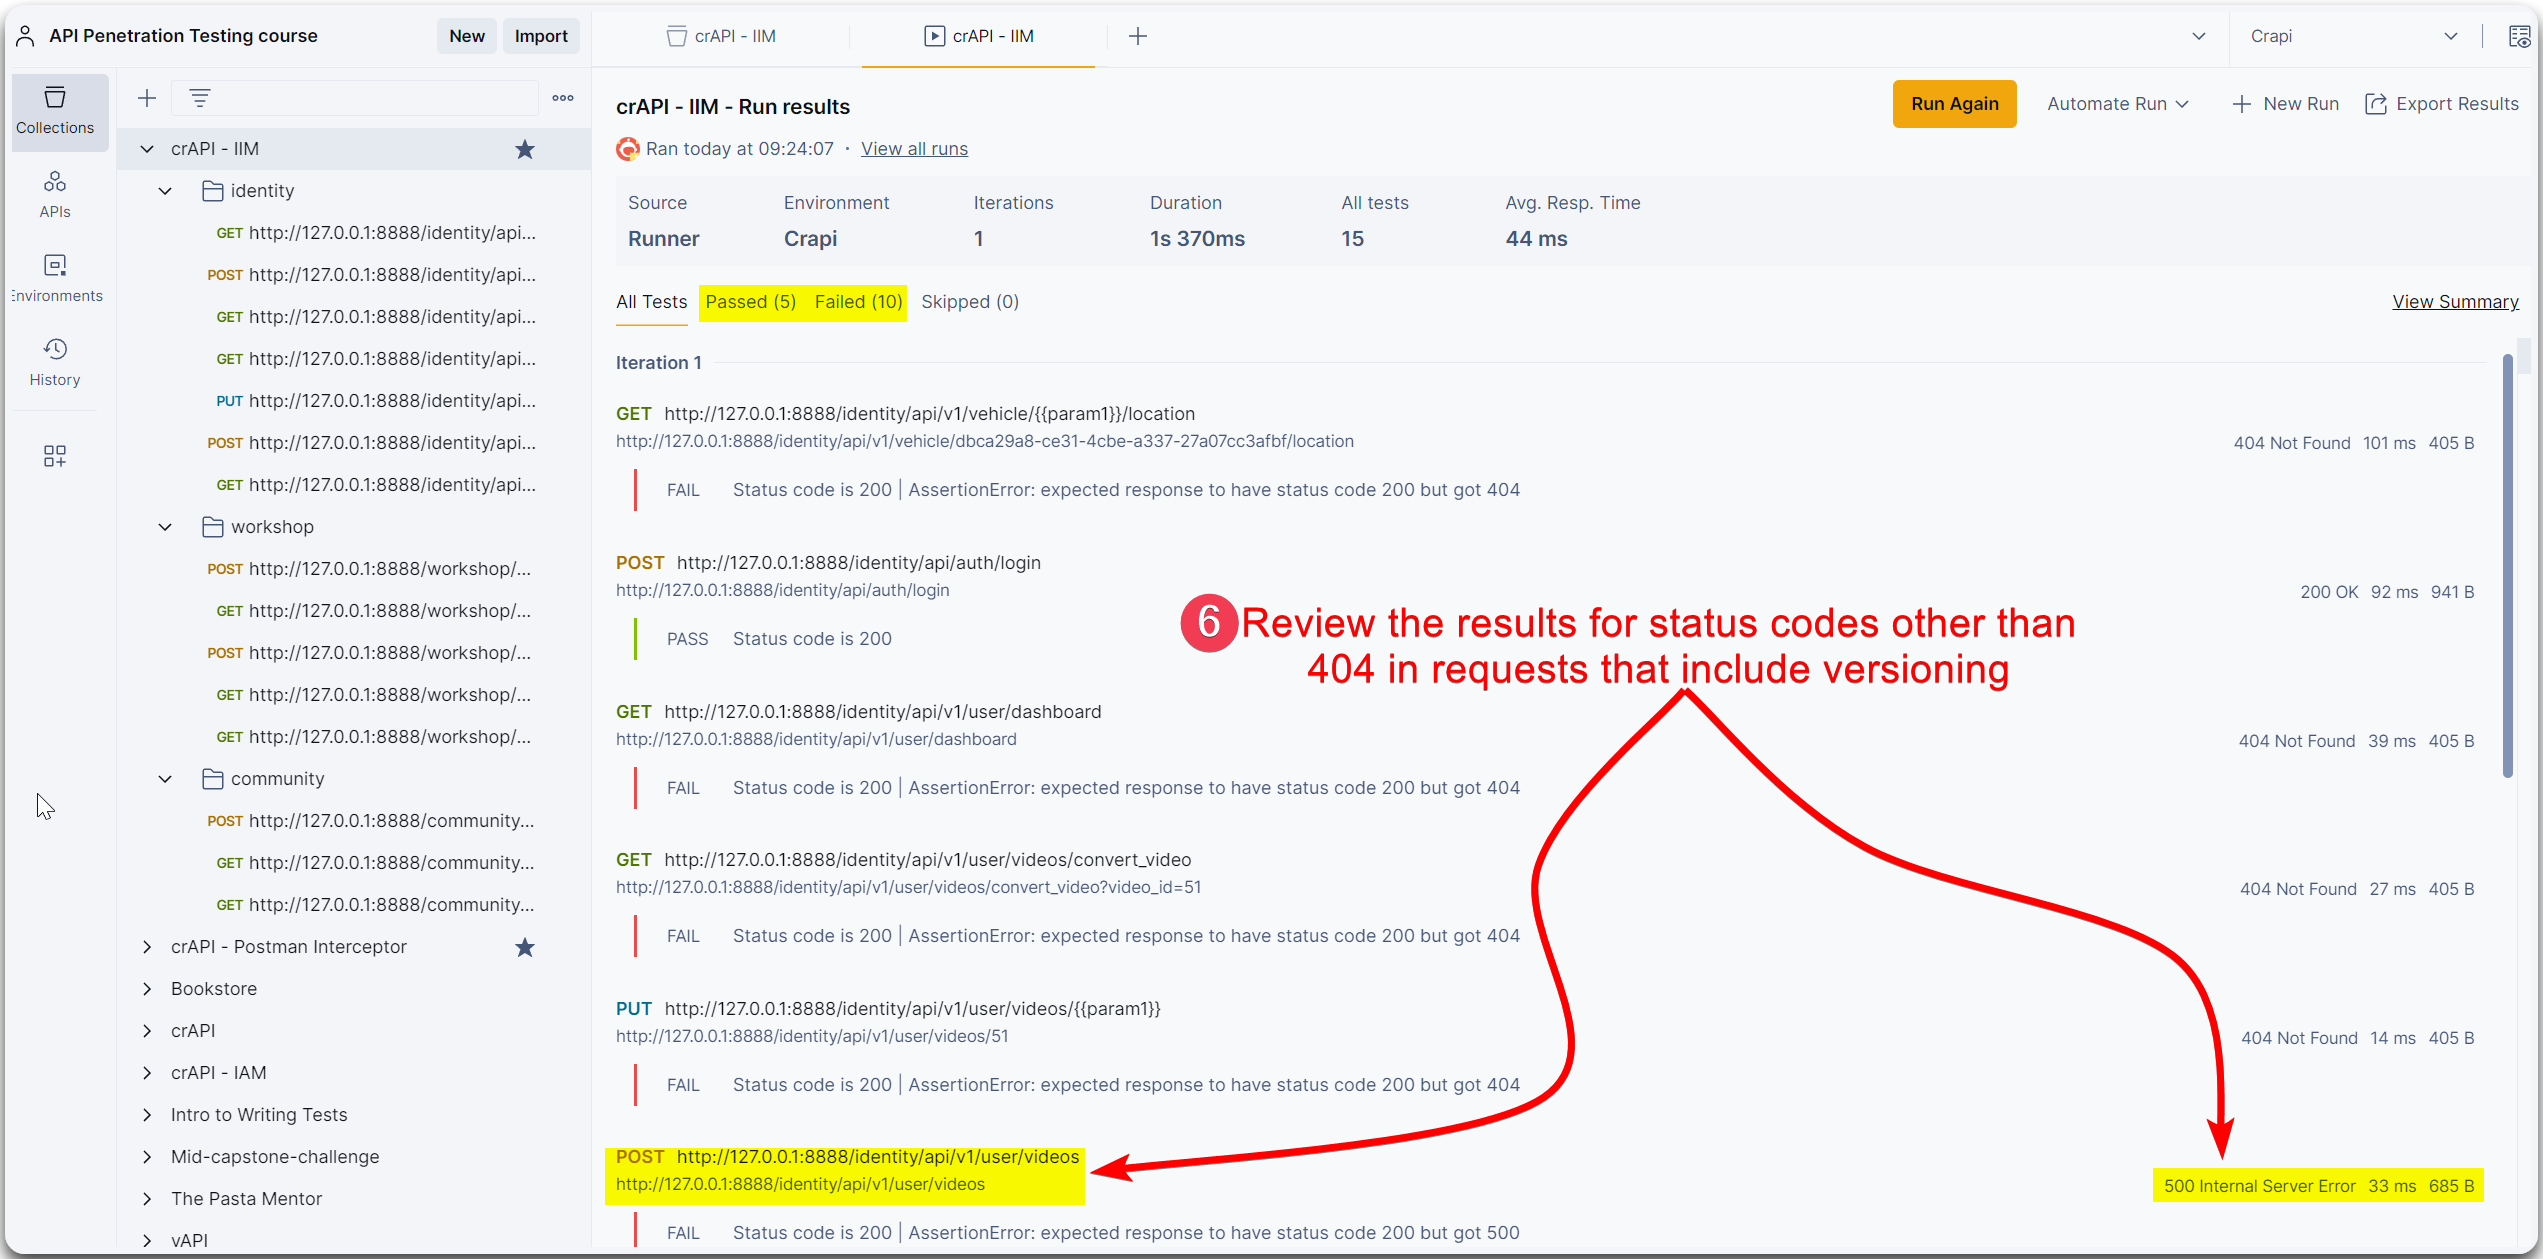 API Penetration Testing course
New
Import
crAPI - IIM
crAPI - IIM
Crapi
Collections
APIs
Environments
History
crAPI - IIM
identity
GET http://127.0.0.1:8888/identity/api...
POST http://127.0.0.1:8888/identity/api...
GET http://127.0.0.1:8888/identity/api...
GET http://127.0.0.1:8888/identity/api...
PUT http://127.0.0.1:8888/identity/api...
POST http://127.0.0.1:8888/identity/api...
GET http://127.0.0.1:8888/identity/api...
workshop
POST http://127.0.0.1:8888/workshop/...
GET http://127.0.0.1:8888/workshop/...
POST http://127.0.0.1:8888/workshop/...
GET http://127.0.0.1:8888/workshop/...
GET http://127.0.0.1:8888/workshop/...
community
POST http://127.0.0.1:8888/community...
GET http://127.0.0.1:8888/community...
GET http://127.0.0.1:8888/community...
crAPI - Postman Interceptor
Bookstore
crAPI
crAPI - IAM
Intro to Writing Tests
Mid-capstone-challenge
The Pasta Mentor
vAPI
crAPI - IIM - Run results
Run Again
Automate Run
New Run
Export Results
Ran today at 09:24:07 · View all runs
Source Environment Iterations Duration All tests Avg. Resp. Time
Runner Crapi 1 1s 370ms 15 44 ms
All Tests Passed (5) Failed (10) Skipped (0) View Summary
Iteration 1
GET http://127.0.0.1:8888/identity/api/v1/vehicle/{{param1}}/location
http://127.0.0.1:8888/identity/api/v1/vehicle/dbca29a8-ce31-4cbe-a337-27a07cc3afbf/location
404 Not Found 101 ms 405 B
FAIL Status code is 200 | AssertionError: expected response to have status code 200 but got 404
POST http://127.0.0.1:8888/identity/api/auth/login
http://127.0.0.1:8888/identity/api/auth/login
200 OK 92 ms 941 B
PASS Status code is 200
6 Review the results for status codes other than
404 in requests that include versioning
GET http://127.0.0.1:8888/identity/api/v1/user/dashboard
http://127.0.0.1:8888/identity/api/v1/user/dashboard
404 Not Found 39 ms 405 B
FAIL Status code is 200 | AssertionError: expected response to have status code 200 but got 404
GET http://127.0.0.1:8888/identity/api/v1/user/videos/convert_video
http://127.0.0.1:8888/identity/api/v1/user/videos/convert_video?video_id=51
404 Not Found 27 ms 405 B
FAIL Status code is 200 | AssertionError: expected response to have status code 200 but got 404
PUT http://127.0.0.1:8888/identity/api/v1/user/videos/{{param1}}
http://127.0.0.1:8888/identity/api/v1/user/videos/51
404 Not Found 14 ms 405 B
FAIL Status code is 200 | AssertionError: expected response to have status code 200 but got 404
POST http://127.0.0.1:8888/identity/api/v1/user/videos
http://127.0.0.1:8888/identity/api/v1/user/videos
500 Internal Server Error 33 ms 685 B
FAIL Status code is 200 | AssertionError: expected response to have status code 200 but got 500